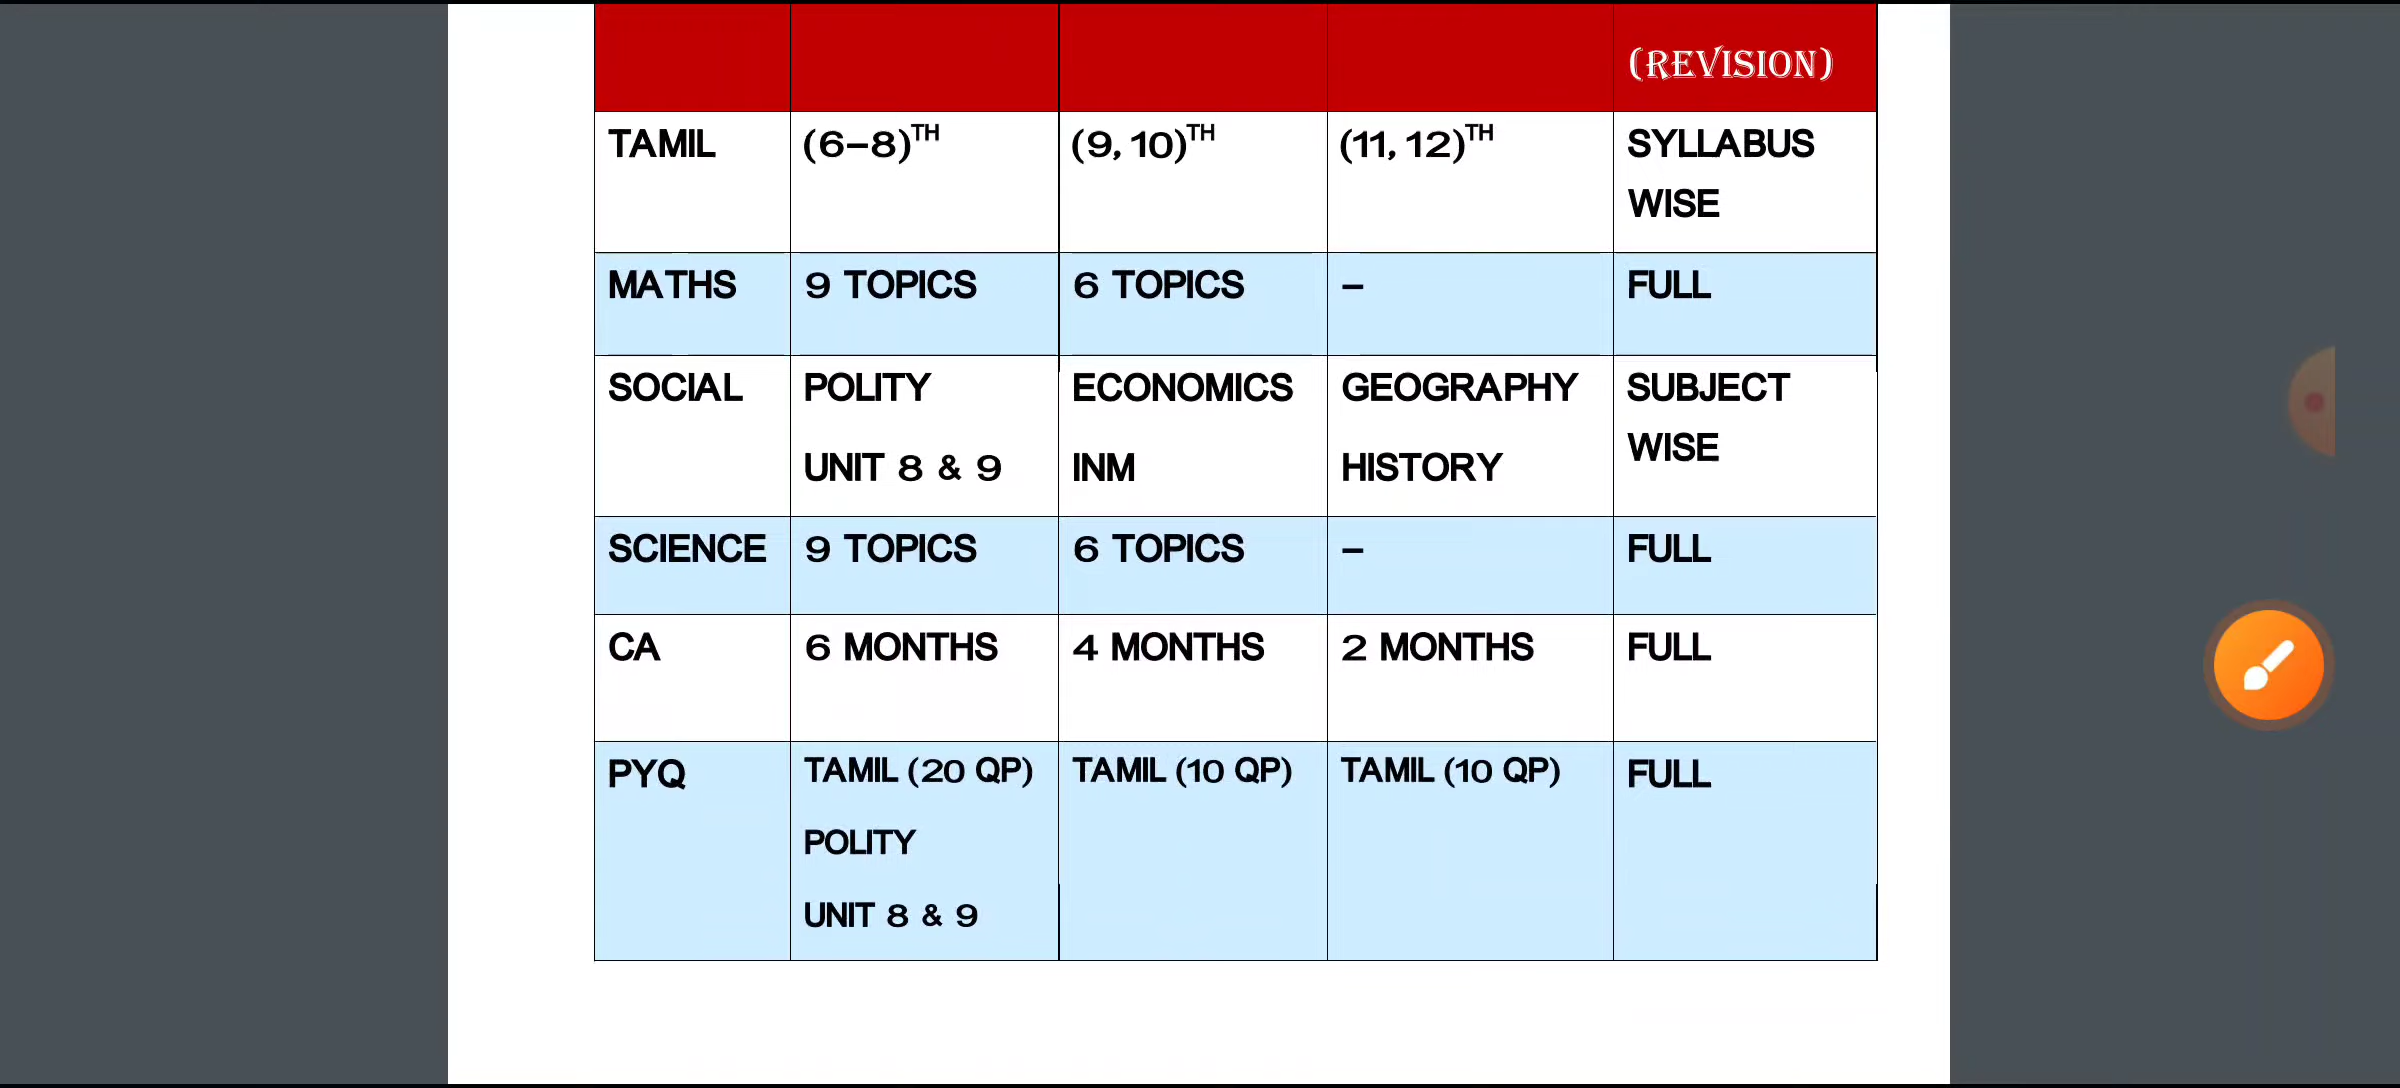 (REVISION)
TAMIL (6–8)TH (9, 10)TH (11, 12)TH SYLLABUS
WISE
MATHS 9 TOPICS 6 TOPICS – FULL
SOCIAL POLITY ECONOMICS GEOGRAPHY SUBJECT
WISE
UNIT 8 & 9 INM HISTORY
SCIENCE 9 TOPICS 6 TOPICS – FULL
CA 6 MONTHS 4 MONTHS 2 MONTHS FULL
PYQ TAMIL (20 QP) TAMIL (10 QP) TAMIL (10 QP) FULL
POLITY
UNIT 8 & 9